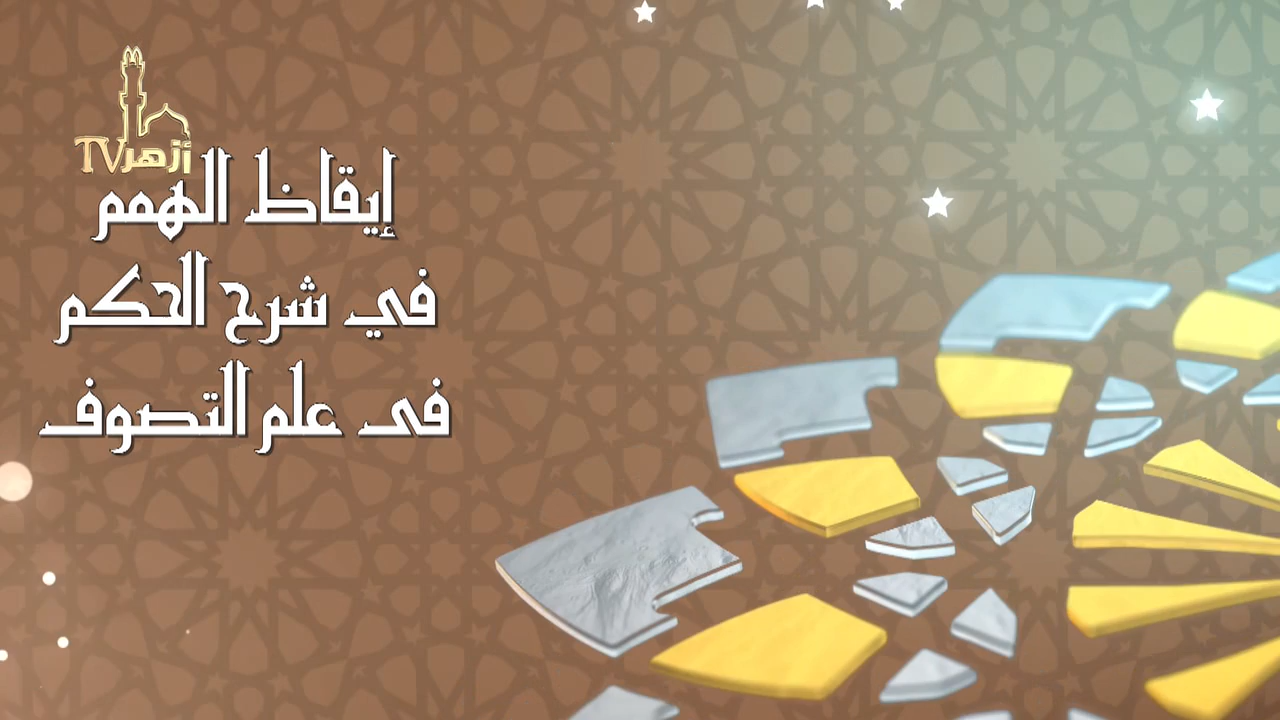 أزهر TV
إيقاظ الهمم
في شرح الحكم
فى علم التصوف